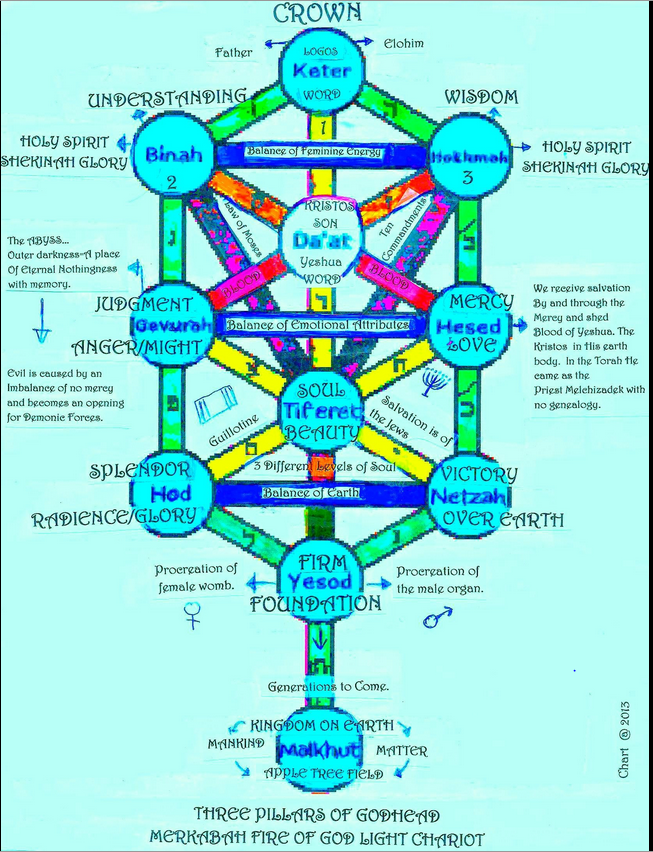 CROWN
Father
LOGOS
Elohim
Keter
WORD
UNDERSTANDING
WISDOM
1
HOLY SPIRIT
SHEKINAH GLORY
Binah
2
Balance of Feminine Energy
Hokhmah
3
HOLY SPIRIT
SHEKINAH GLORY
Law of Moses
KRISTOS
SON
Da'at
Yeshua
WORD
Ten
Commandments
BLOOD
BLOOD
The ABYSS...
Outer darkness-A place
Of Eternal Nothingness
with memory.
JUDGMENT
Gevurah
ANGER/MIGHT
Balance of Emotional Attributes
MERCY
Hesed
LOVE
We receive salvation
By and through the
Mercy and shed
Blood of Yeshua. The
Kristos in His earth
body. In the Torah He
came as the
Priest Melchizadek with
no genealogy.
Evil is caused by an
Imbalance of no mercy
and becomes an opening
for Demonic Forces.
SOUL
Tiferet
BEAUTY
Guilloline
Salvation is of
the Jews
3 Different Levels of Soul
SPLENDOR
Hod
RADIENCE/GLORY
Balance of Earth
VICTORY
Netzah
OVER EARTH
Procreation of
female womb.
FIRM
Yesod
FOUNDATION
Procreation of
the male organ.
Generations to Come.
KINGDOM ON EARTH
MANKIND
Malkhut
MATTER
APPLE TREE FIELD
Chart @ 2013
THREE PILLARS OF GODHEAD
MERKABAH FIRE OF GOD LIGHT CHARIOT